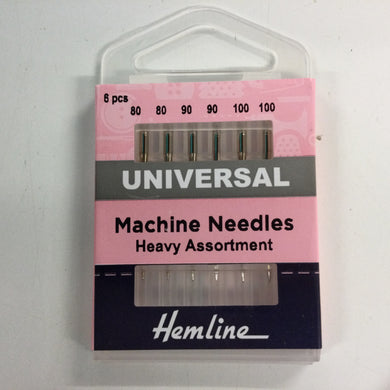 6 pcs
80 80 90 90 100 100
UNIVERSAL
Machine Needles
Heavy Assortment
Hemline